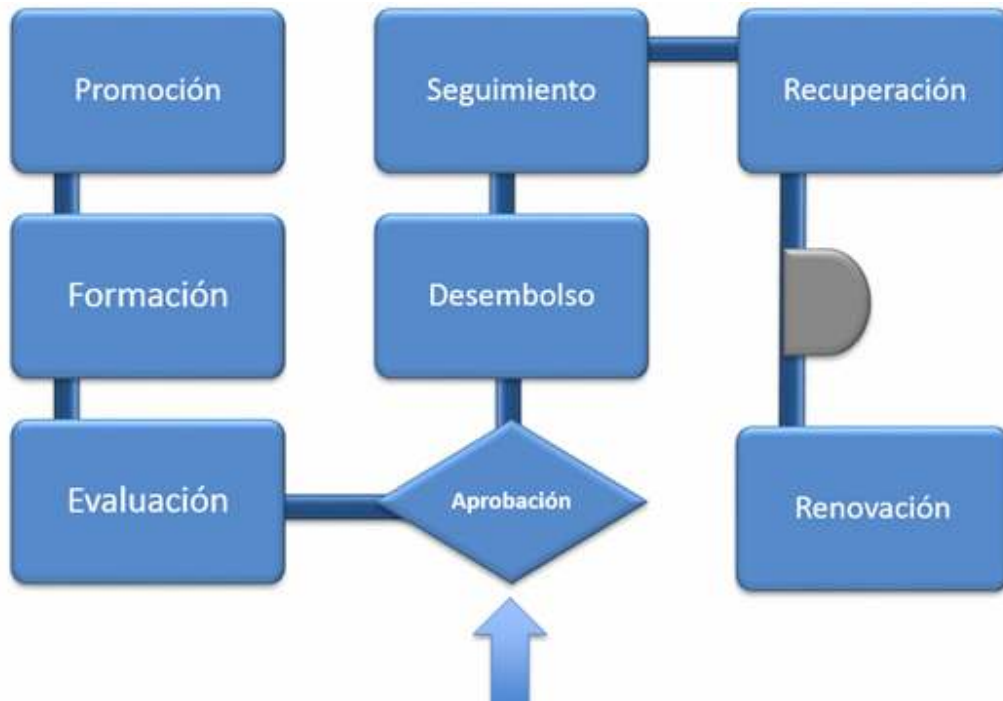 Promoción
Formación
Evaluación
Aprobación
Desembolso
Seguimiento
Recuperación
Renovación